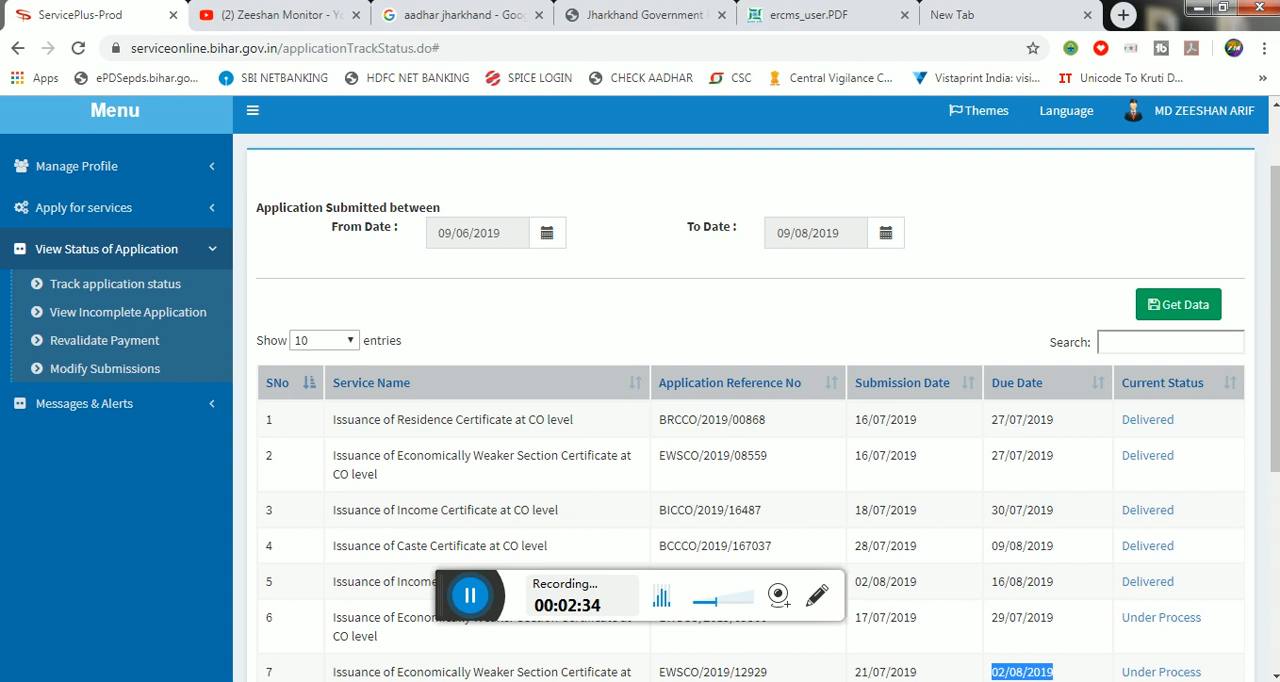 ServicePlus-Prod
(2) Zeeshan Monitor - Yo
aadhar jharkhand - Goog
Jharkhand Government
ercms_user.PDF
New Tab
serviceonline.bihar.gov.in/applicationTrackStatus.do#
Apps
ePDSepds.bihar.go...
SBI NETBANKING
HDFC NET BANKING
SPICE LOGIN
CHECK AADHAR
CSC
Central Vigilance C...
Vistaprint India: visi...
IT Unicode To Kruti D...
»
Menu
Themes
Language
MD ZEESHAN ARIF
Manage Profile
Apply for services
View Status of Application
Track application status
View Incomplete Application
Revalidate Payment
Modify Submissions
Messages & Alerts
Application Submitted between
From Date : 09/06/2019 To Date : 09/08/2019
Get Data
Show 10 entries Search:
SNo Service Name Application Reference No Submission Date Due Date Current Status
1 Issuance of Residence Certificate at CO level BRCCO/2019/00868 16/07/2019 27/07/2019 Delivered
2 Issuance of Economically Weaker Section Certificate at EWSCO/2019/08559 16/07/2019 27/07/2019 Delivered
CO level
3 Issuance of Income Certificate at CO level BICCO/2019/16487 18/07/2019 30/07/2019 Delivered
4 Issuance of Caste Certificate at CO level BCCCO/2019/167037 28/07/2019 09/08/2019 Delivered
5 Issuance of Income 02/08/2019 16/08/2019 Delivered
Recording...
00:02:34
6 Issuance of 17/07/2019 29/07/2019 Under Process
CO level
7 Issuance of Economically Weaker Section Certificate at EWSCO/2019/12929 21/07/2019 02/08/2019 Under Process